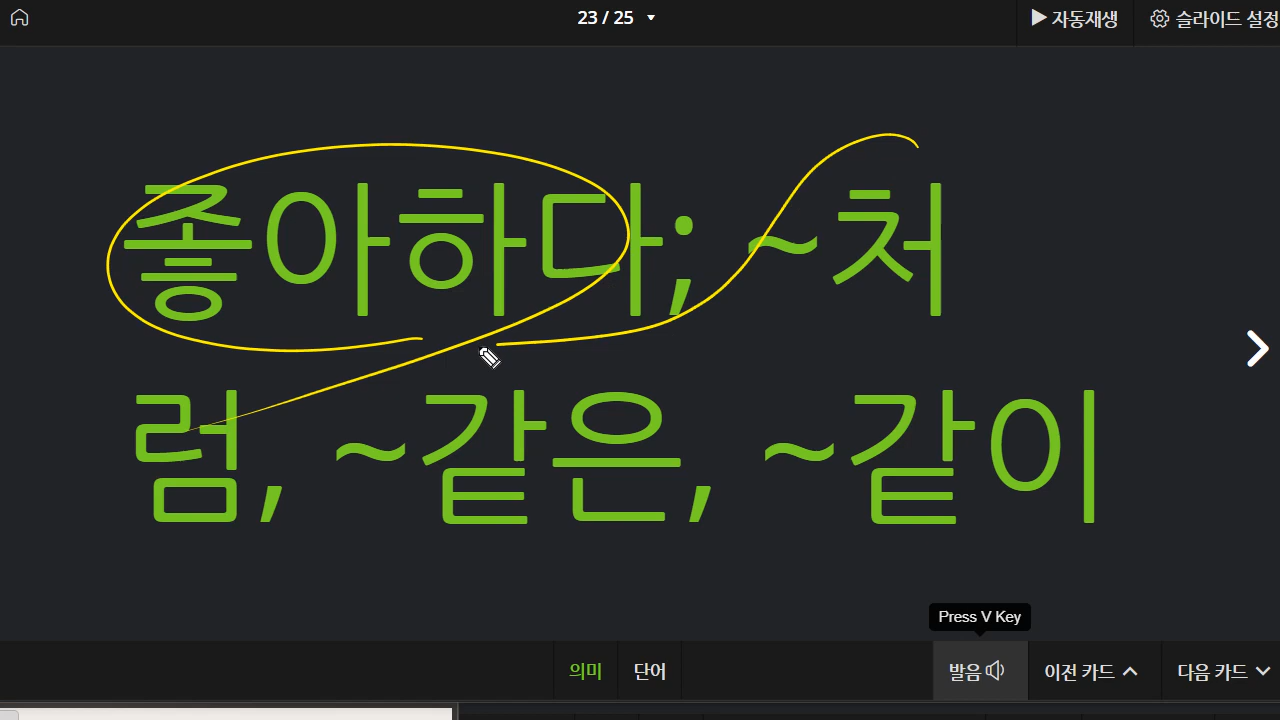 23 / 25
자동재생
슬라이드 설정
좋아하다; ~처
럼, ~같은, ~같이
Press V Key
의미
단어
발음
이전 카드
다음 카드